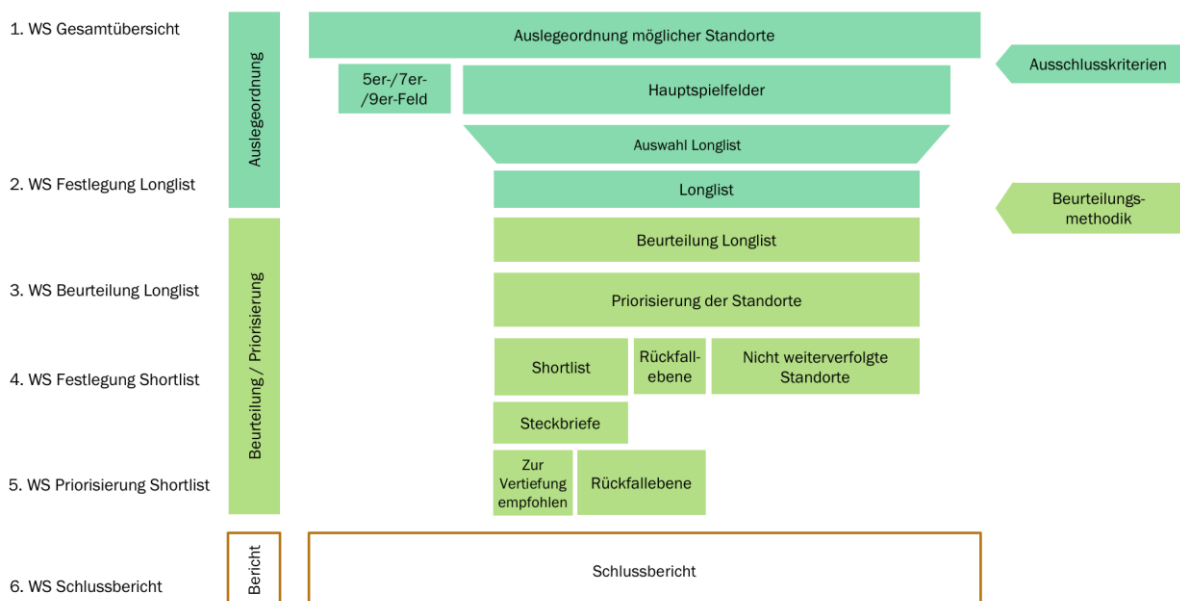 1. WS Gesamtübersicht
Auslegeordnung
Auslegeordnung möglicher Standorte
Ausschlusskriterien
5er-/7er-
/9er-Feld
Hauptspielfelder
Auswahl Longlist
2. WS Festlegung Longlist
Longlist
Beurteilungs-
methodik
Beurteilung / Priorisierung
Beurteilung Longlist
3. WS Beurteilung Longlist
Priorisierung der Standorte
4. WS Festlegung Shortlist
Shortlist
Rückfall-
ebene
Nicht weiterverfolgte
Standorte
Steckbriefe
5. WS Priorisierung Shortlist
Zur
Vertiefung
empfohlen
Rückfallebene
6. WS Schlussbericht
Bericht
Schlussbericht